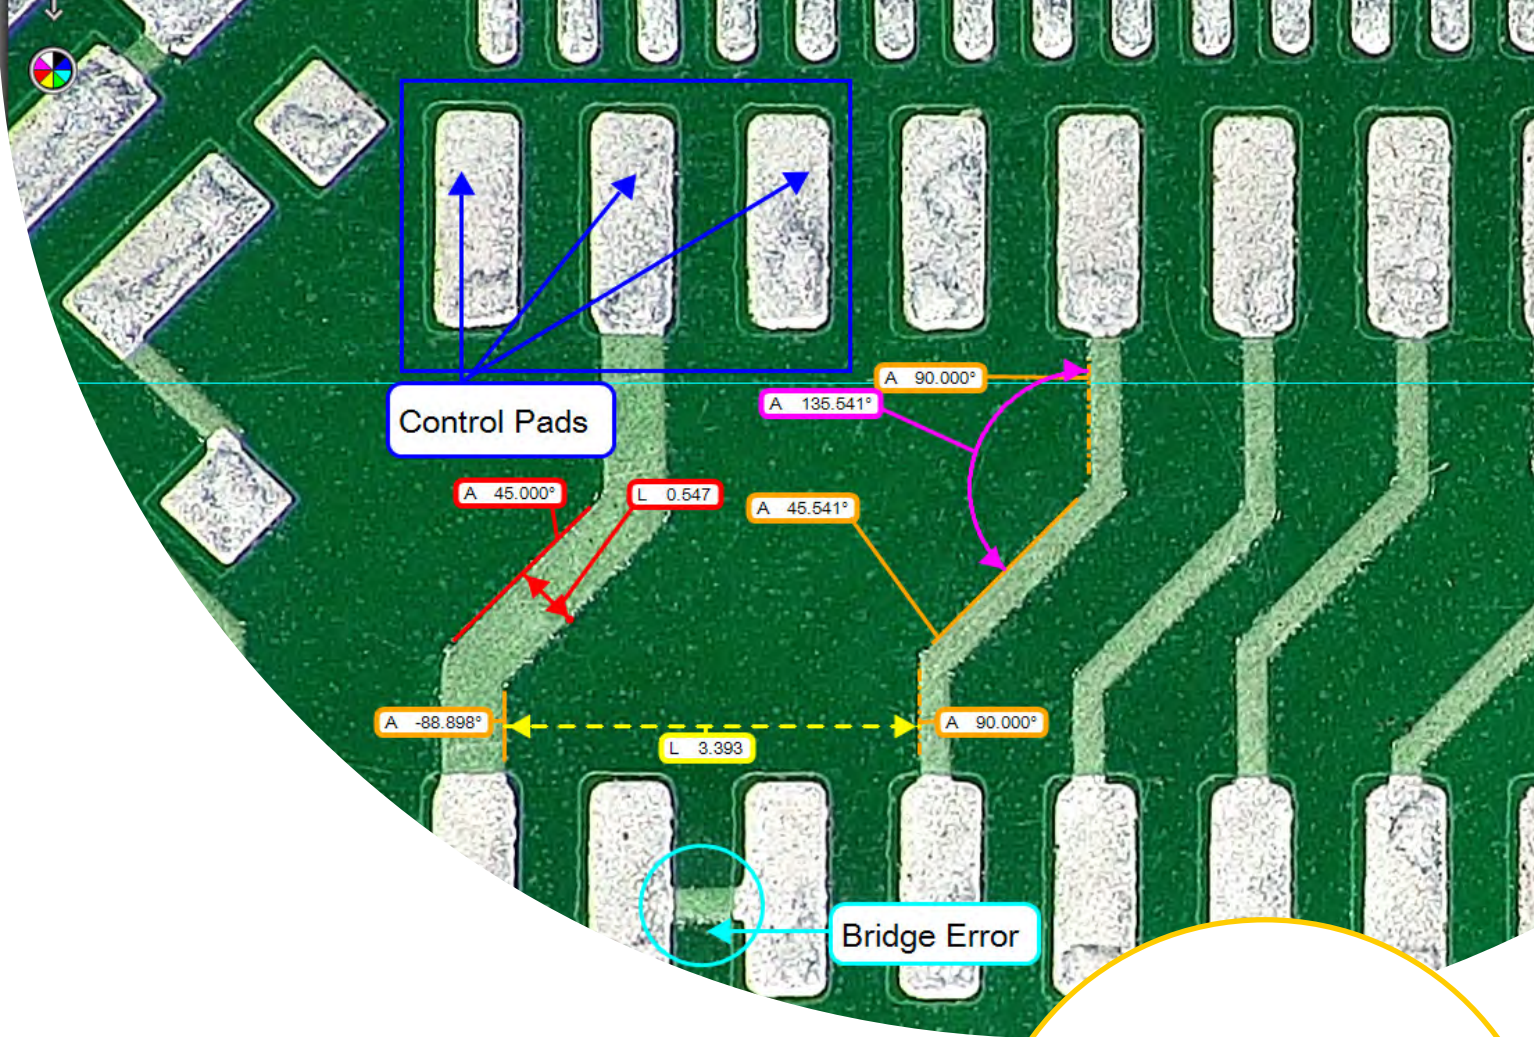 A 90.000°
A 135.541°
Control Pads
A 45.000°
L 0.547
A 45.541°
A -88.898°
A 90.000°
L 3.393
Bridge Error